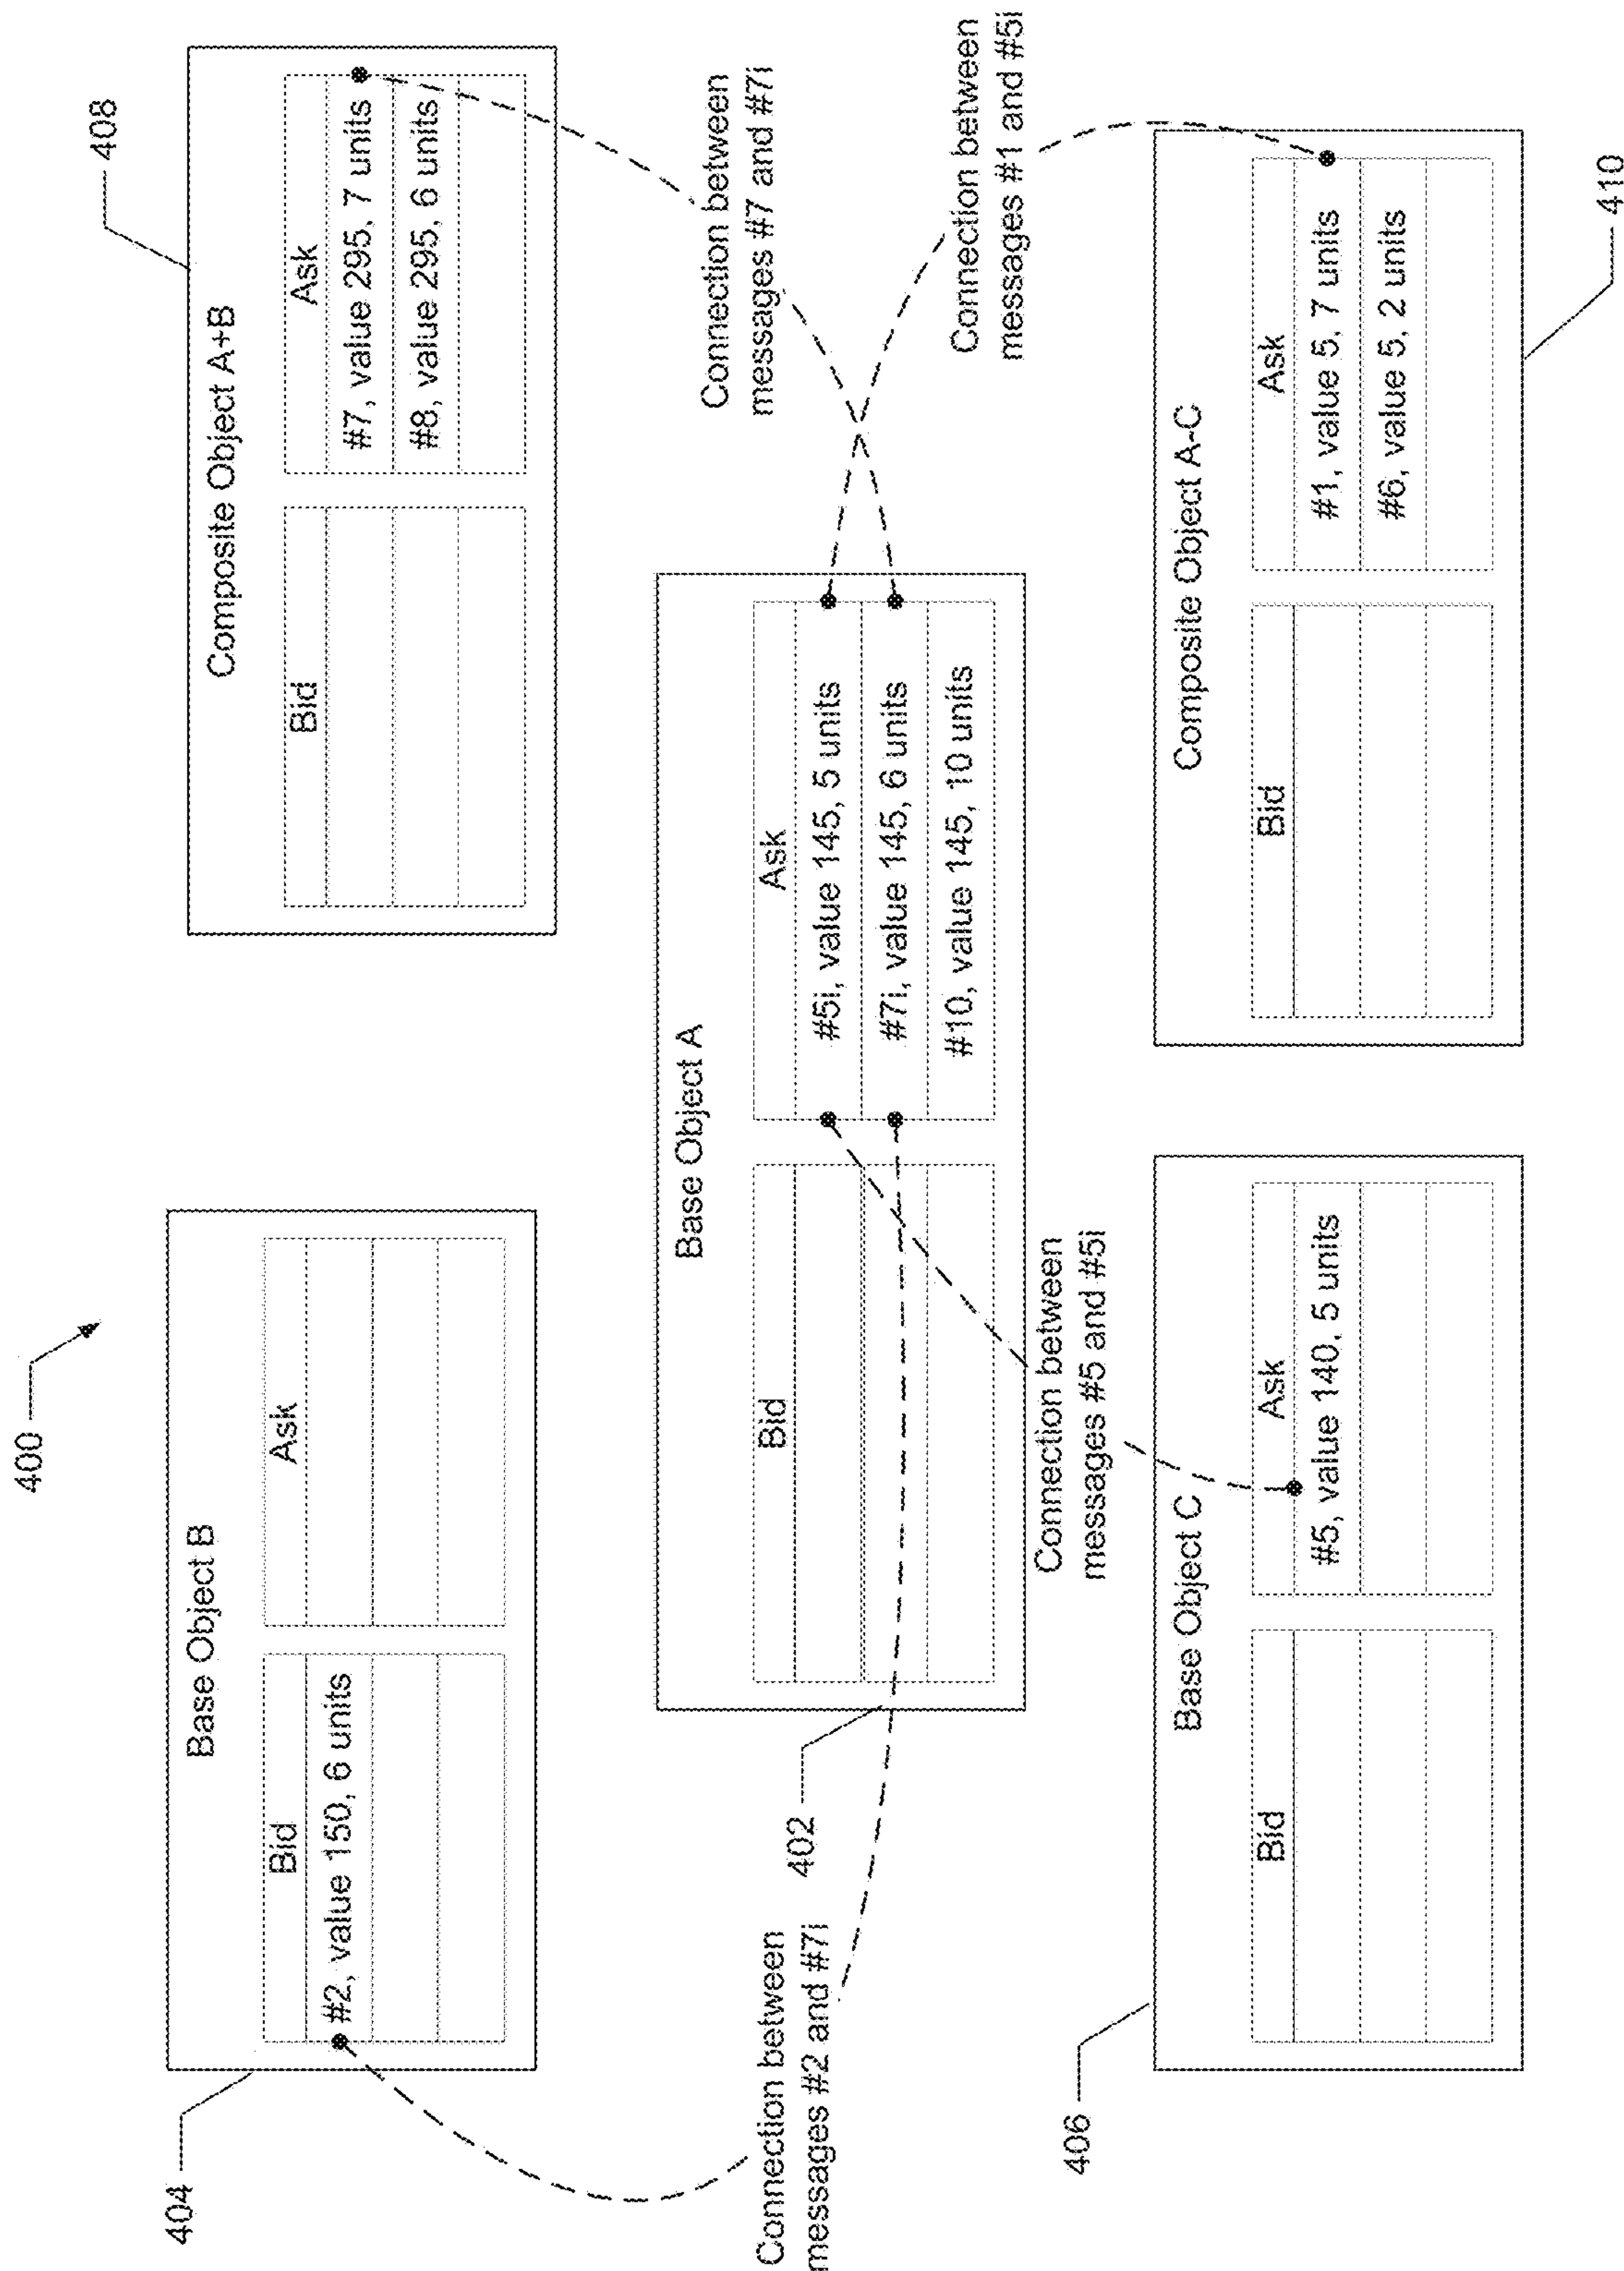 400
404
Base Object B
Bid
#2, value 150, 6 units
Ask
408
Composite Object A+B
Bid
Ask
#7, value 295, 7 units
#8, value 295, 6 units
Connection between
messages #2 and #7i
402
Base Object A
Bid
Ask
#5i, value 145, 5 units
#7i, value 145, 6 units
#10, value 145, 10 units
Connection between
messages #7 and #7i
Connection between
messages #1 and #5i
Connection between
messages #5 and #5i
406
Base Object C
Bid
Ask
#5, value 140, 5 units
Composite Object A-C
Bid
Ask
#1, value 5, 7 units
#6, value 5, 2 units
410